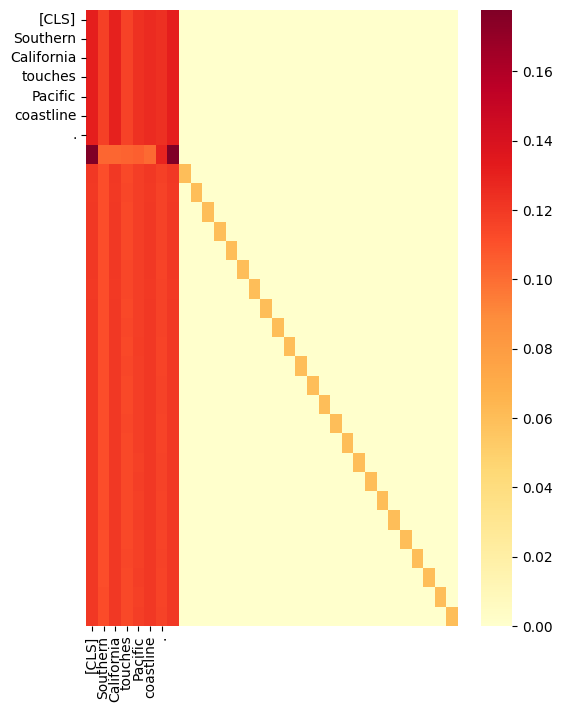 [CLS]
Southern
California
touches
Pacific
coastline
.
0.16
0.14
0.12
0.10
0.08
0.06
0.04
0.02
0.00
[CLS]
Southern
California
touches
Pacific
coastline
.